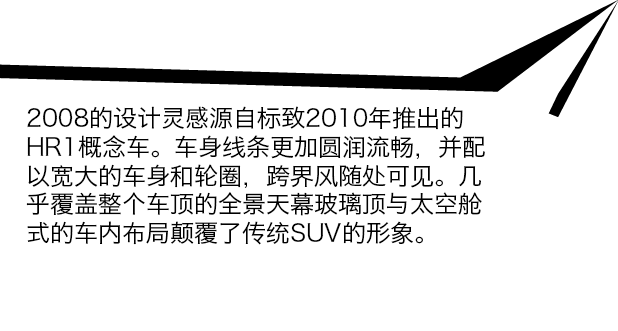 2008的设计灵感源自标致2010年推出的
HR1概念车。车身线条更加圆润流畅，并配
以宽大的车身和轮圈，跨界风随处可见。几
乎覆盖整个车顶的全景天幕玻璃顶与太空舱
式的车内布局颠覆了传统SUV的形象。